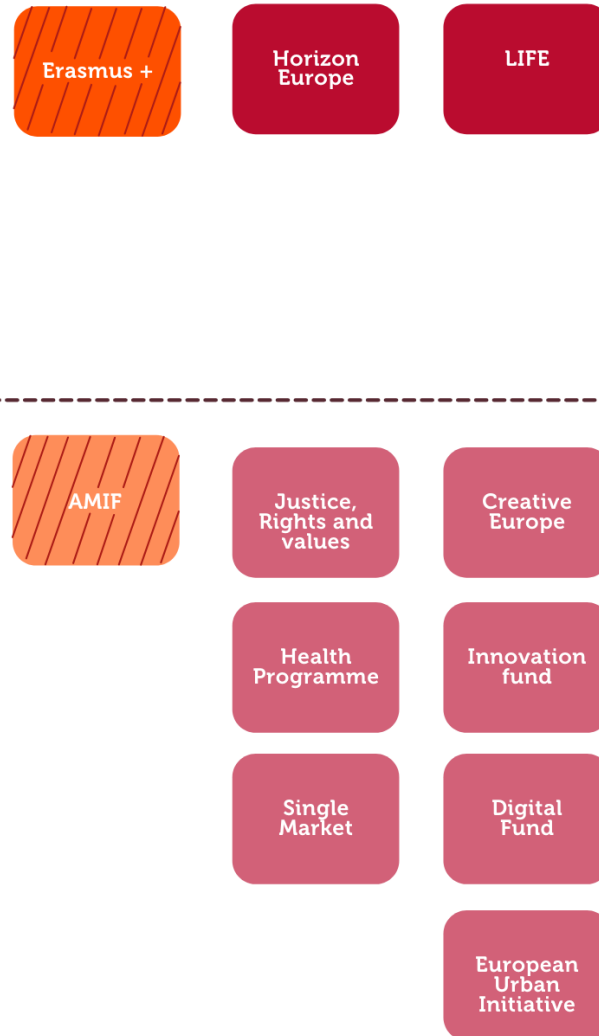 Erasmus +
Horizon
Europe
LIFE
AMIF
Justice,
Rights and
values
Creative
Europe
Health
Programme
Innovation
fund
Single
Market
Digital
Fund
European
Urban
Initiative